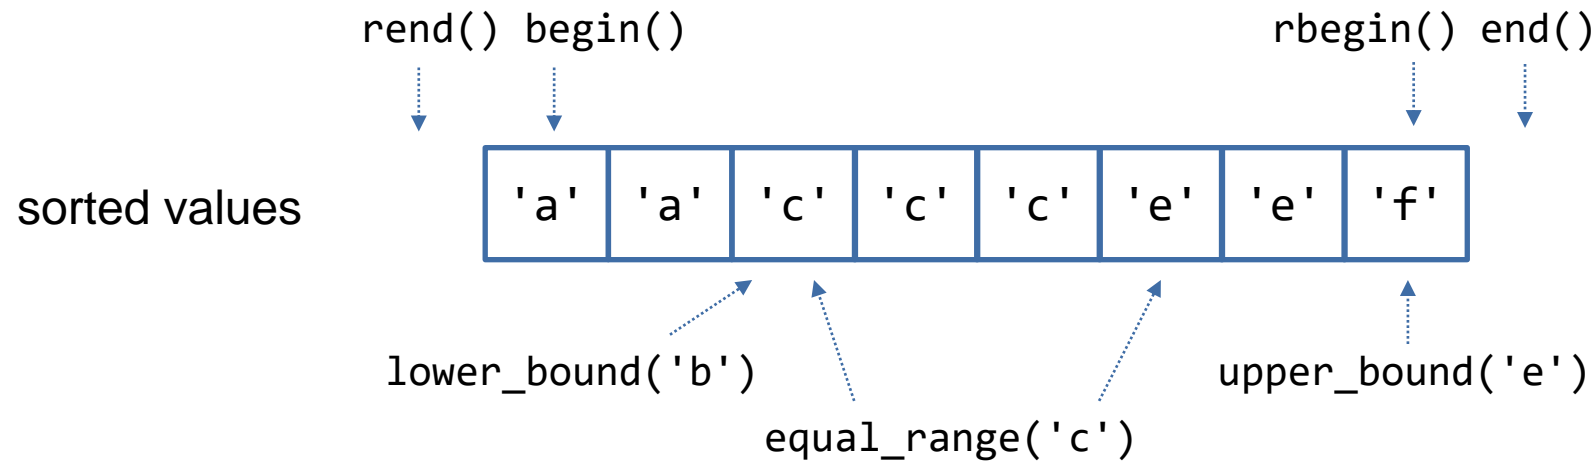 rend() begin() rbegin() end()
sorted values 'a' 'a' 'c' 'c' 'c' 'e' 'e' 'f'
lower_bound('b') upper_bound('e')
equal_range('c')